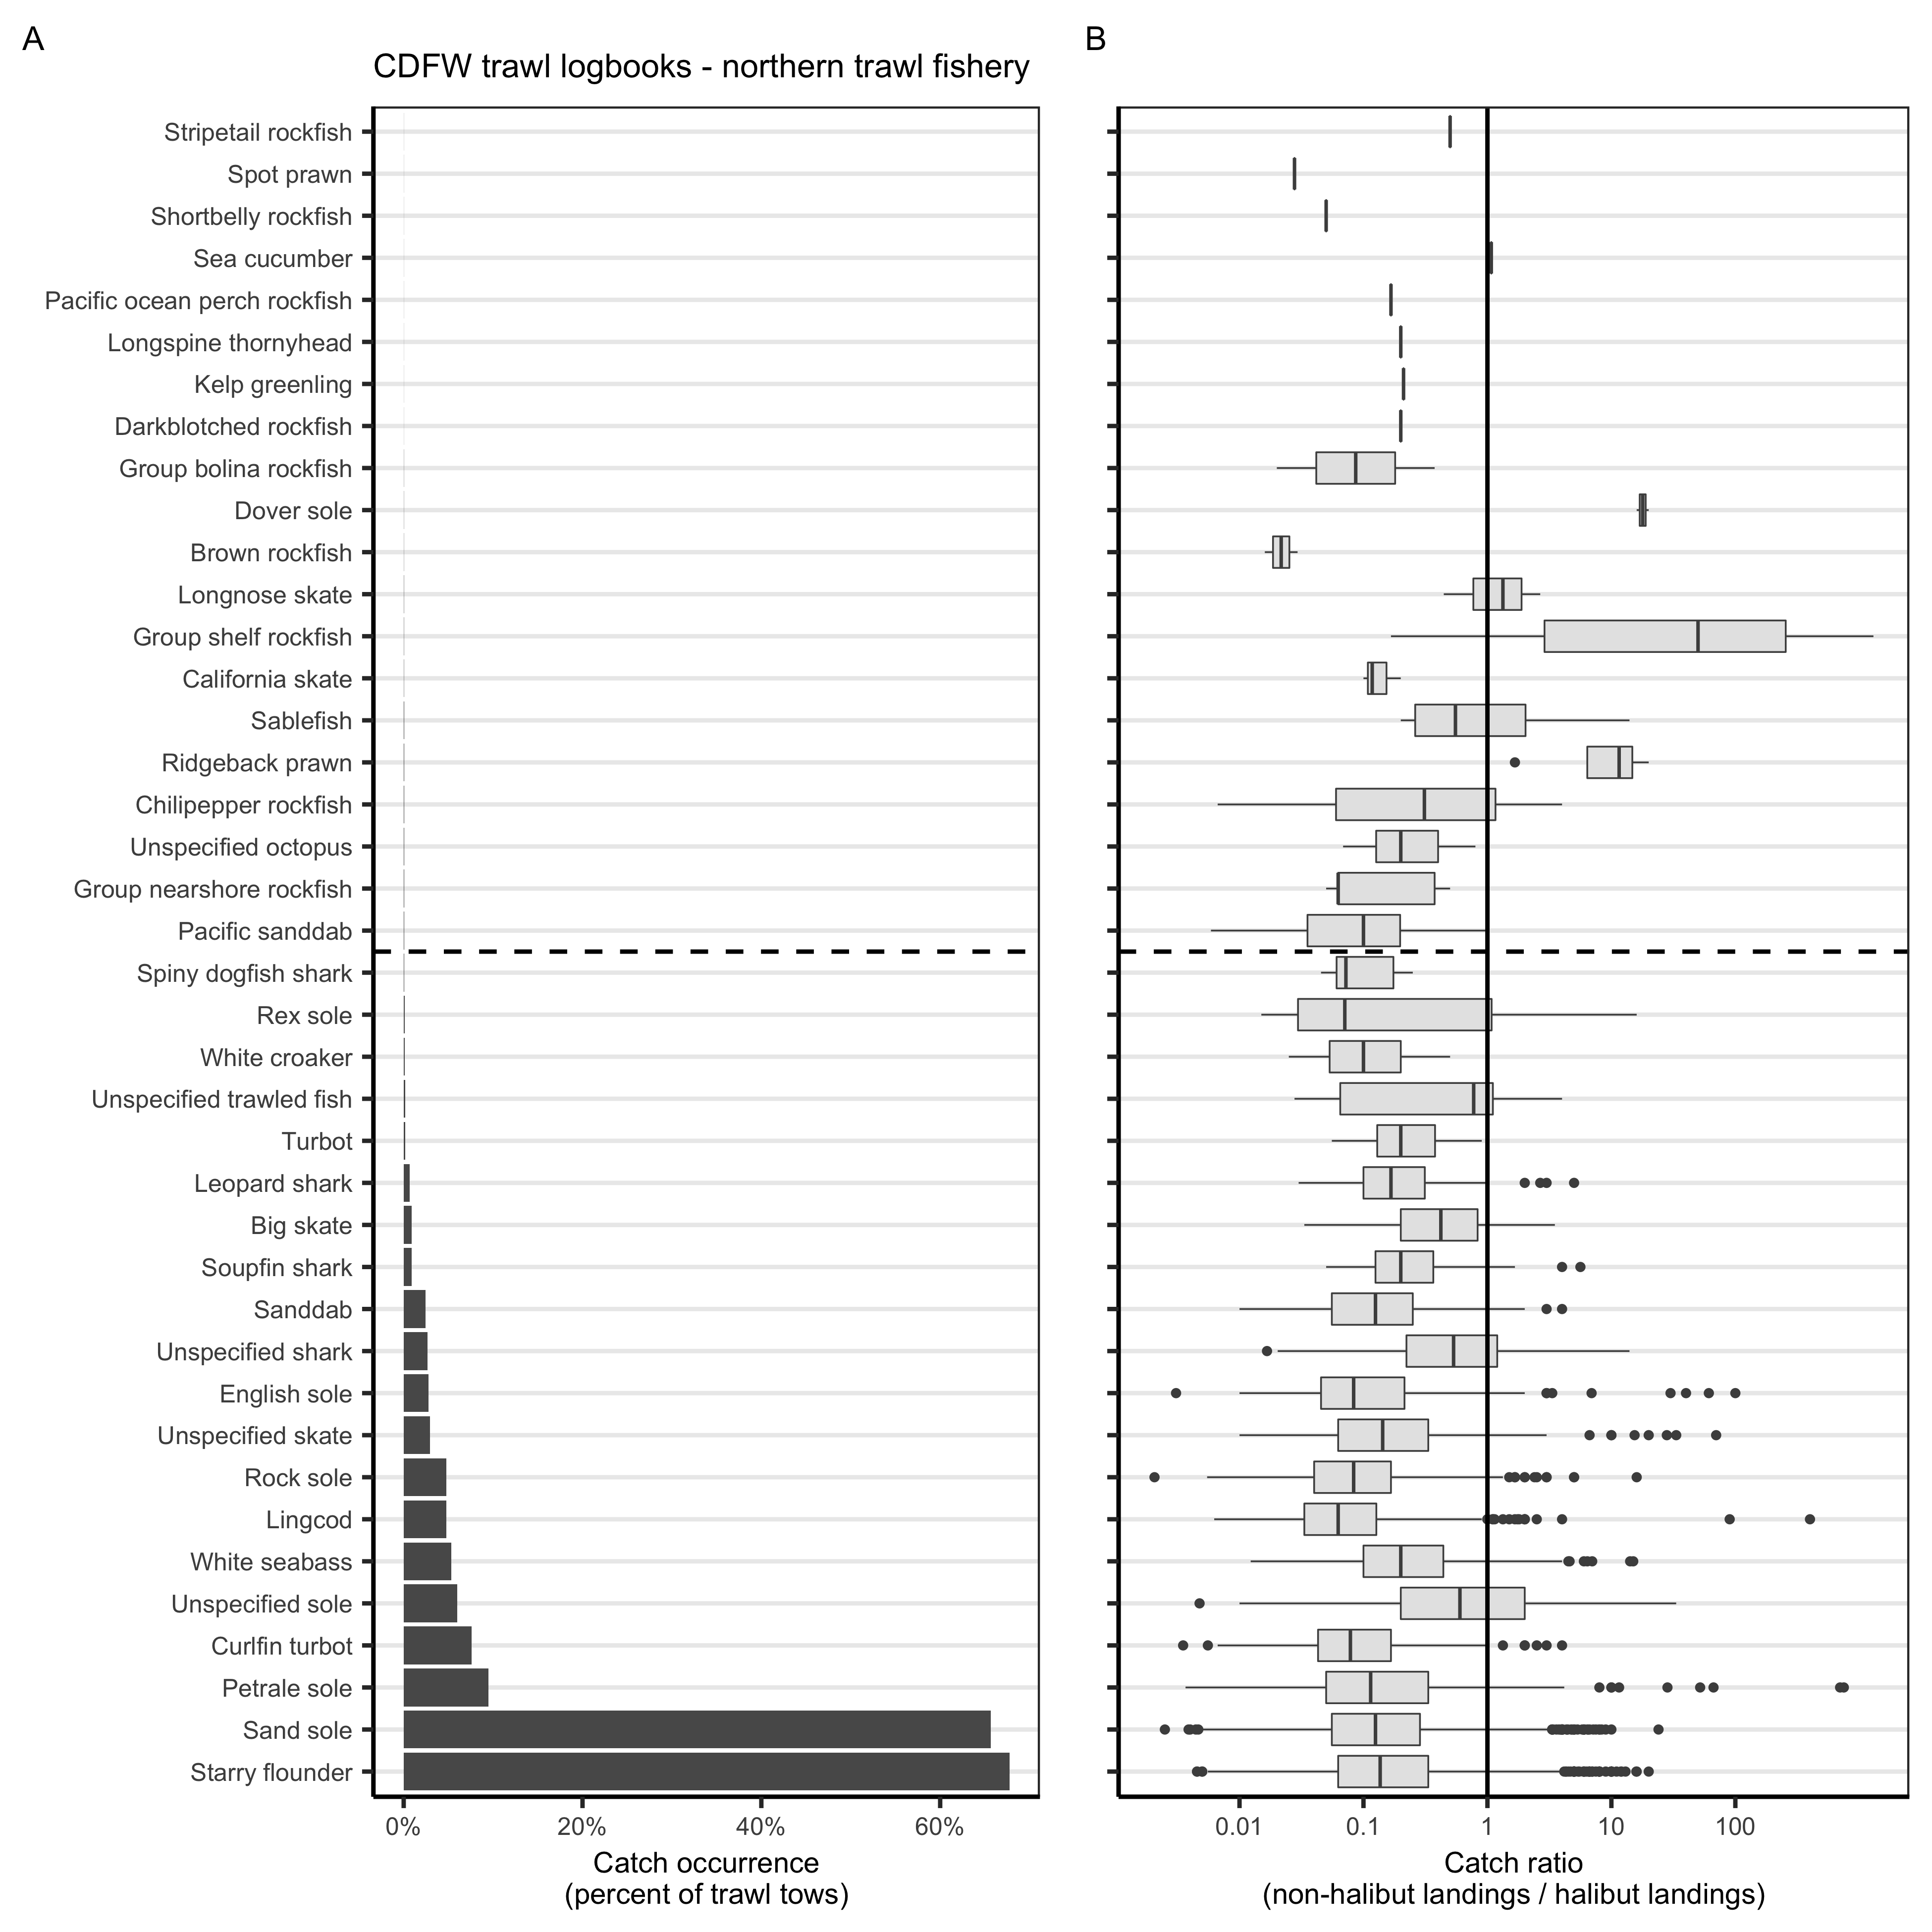 A
B
CDFW trawl logbooks - northern trawl fishery
Stripetail rockfish
Spot prawn
Shortbelly rockfish
Sea cucumber
Pacific ocean perch rockfish
Longspine thornyhead
Kelp greenling
Darkblotched rockfish
Group bolina rockfish
Dover sole
Brown rockfish
Longnose skate
Group shelf rockfish
California skate
Sablefish
Ridgeback prawn
Chilipepper rockfish
Unspecified octopus
Group nearshore rockfish
Pacific sanddab
Spiny dogfish shark
Rex sole
White croaker
Unspecified trawled fish
Turbot
Leopard shark
Big skate
Soupfin shark
Sanddab
Unspecified shark
English sole
Unspecified skate
Rock sole
Lingcod
White seabass
Unspecified sole
Curlfin turbot
Petrale sole
Sand sole
Starry flounder
0% 20% 40% 60%
Catch occurrence
(percent of trawl tows)
0.01 0.1 1 10 100
Catch ratio
(non-halibut landings / halibut landings)